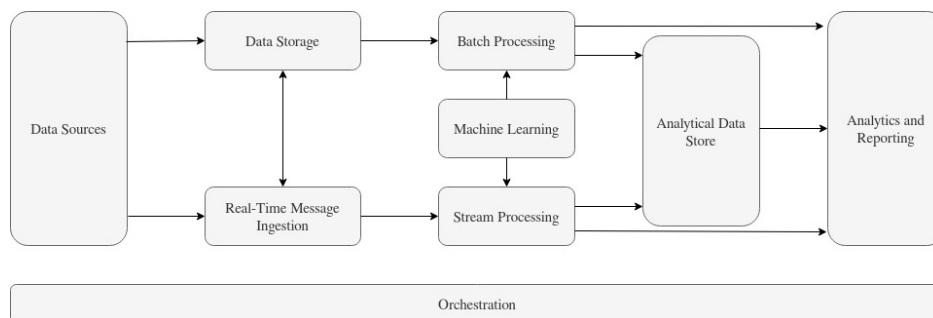 Data Storage
Batch Processing
Data Sources
Machine Learning
Analytical Data
Store
Analytics and
Reporting
Real-Time Message
Ingestion
Stream Processing
Orchestration